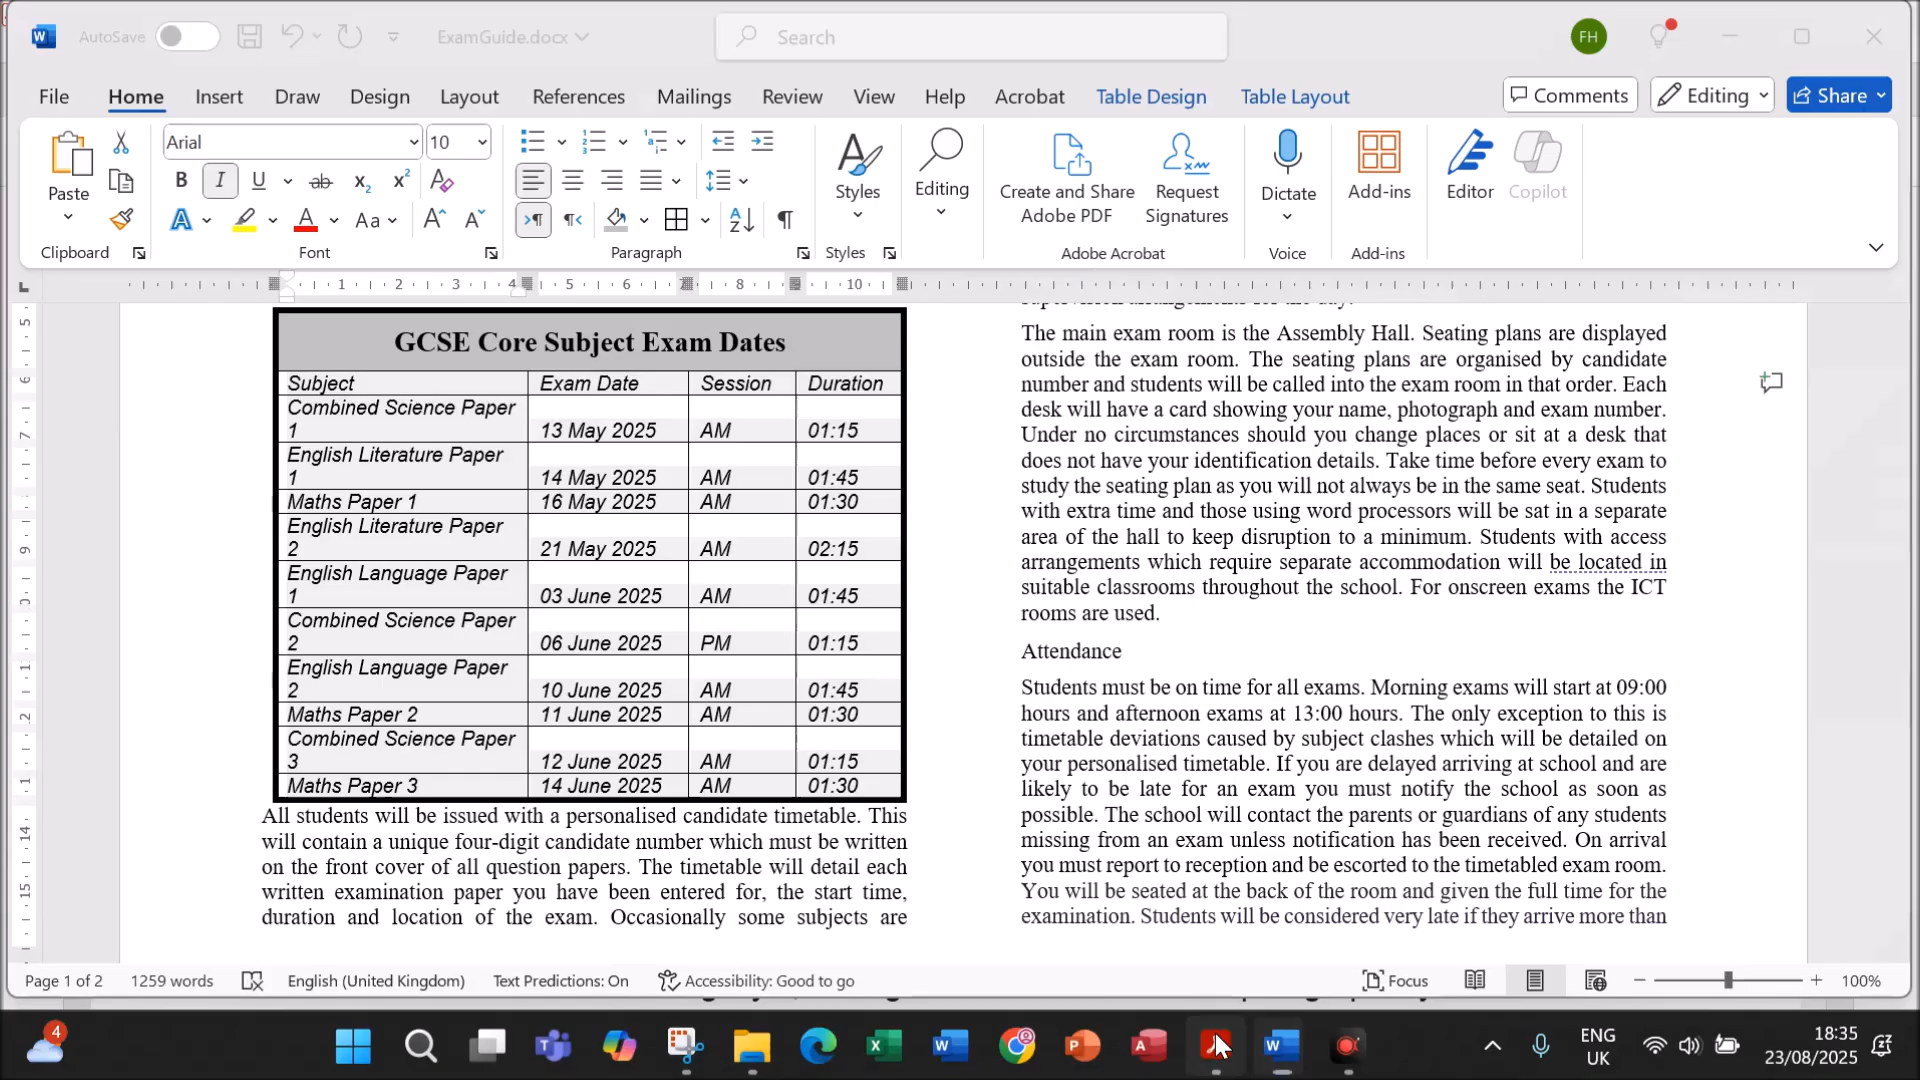 AutoSave
ExamGuide.docx
Search
FH
File Home Insert Draw Design Layout References Mailings Review View Help Acrobat Table Design Table Layout
Comments Editing Share
Paste
Clipboard
Arial 10
B I U ab x₂ x² A
A A Aa A A
Font
Paragraph
A Z
Styles
Styles
Editing
Create and Share
Adobe PDF
Request
Signatures
Adobe Acrobat
Dictate
Voice
Add-ins
Add-ins
Editor
Copilot
1 2 3 4 5 6 7 8 9 10
GCSE Core Subject Exam Dates
Subject Exam Date Session Duration
Combined Science Paper
1 13 May 2025 AM 01:15
English Literature Paper
1 14 May 2025 AM 01:45
Maths Paper 1 16 May 2025 AM 01:30
English Literature Paper
2 21 May 2025 AM 02:15
English Language Paper
1 03 June 2025 AM 01:45
Combined Science Paper
2 06 June 2025 PM 01:15
English Language Paper
2 10 June 2025 AM 01:45
Maths Paper 2 11 June 2025 AM 01:30
Combined Science Paper
3 12 June 2025 AM 01:15
Maths Paper 3 14 June 2025 AM 01:30
All students will be issued with a personalised candidate timetable. This
will contain a unique four-digit candidate number which must be written
on the front cover of all question papers. The timetable will detail each
written examination paper you have been entered for, the start time,
duration and location of the exam. Occasionally some subjects are
The main exam room is the Assembly Hall. Seating plans are displayed
outside the exam room. The seating plans are organised by candidate
number and students will be called into the exam room in that order. Each
desk will have a card showing your name, photograph and exam number.
Under no circumstances should you change places or sit at a desk that
does not have your identification details. Take time before every exam to
study the seating plan as you will not always be in the same seat. Students
with extra time and those using word processors will be sat in a separate
area of the hall to keep disruption to a minimum. Students with access
arrangements which require separate accommodation will be located in
suitable classrooms throughout the school. For onscreen exams the ICT
rooms are used.
Attendance
Students must be on time for all exams. Morning exams will start at 09:00
hours and afternoon exams at 13:00 hours. The only exception to this is
timetable deviations caused by subject clashes which will be detailed on
your personalised timetable. If you are delayed arriving at school and are
likely to be late for an exam you must notify the school as soon as
possible. The school will contact the parents or guardians of any students
missing from an exam unless notification has been received. On arrival
you must report to reception and be escorted to the timetabled exam room.
You will be seated at the back of the room and given the full time for the
examination. Students will be considered very late if they arrive more than
Page 1 of 2 1259 words English (United Kingdom) Text Predictions: On Accessibility: Good to go Focus 100%
4
ENG
UK
18:35
23/08/2025